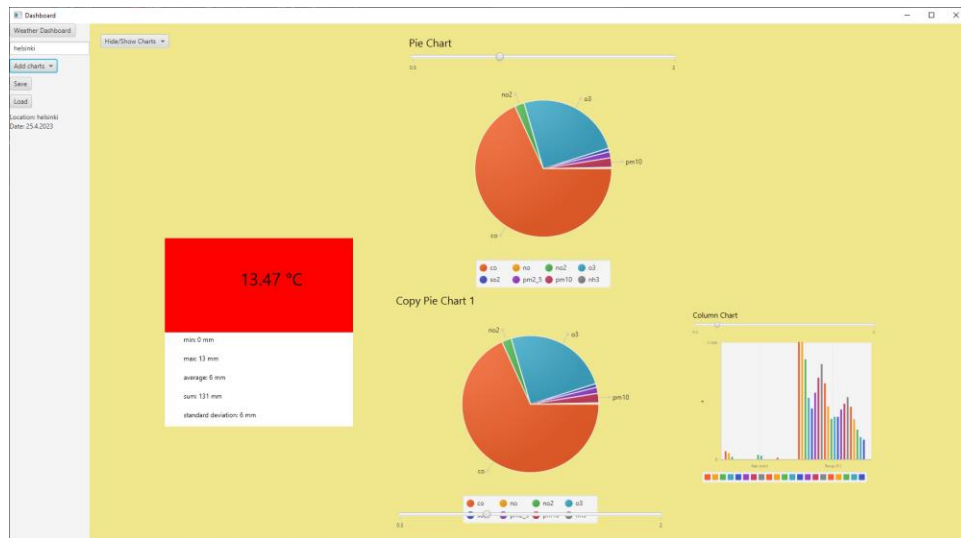 Dashboard
Weather Dashboard
helsinki
Add charts
Save
Load
Location: helsinki
Date: 25.4.2023
Hide/Show Charts
Pie Chart
0.0 2
no2
o3
pm10
co
co no no2 o3
so2 pm2_5 pm10 nh3
13.47 °C
min: 0 mm
max: 13 mm
average: 6 mm
sum: 131 mm
standard deviation: 6 mm
Copy Pie Chart 1
no2
o3
pm10
co
co no no2 o3
0.0 2
Column Chart